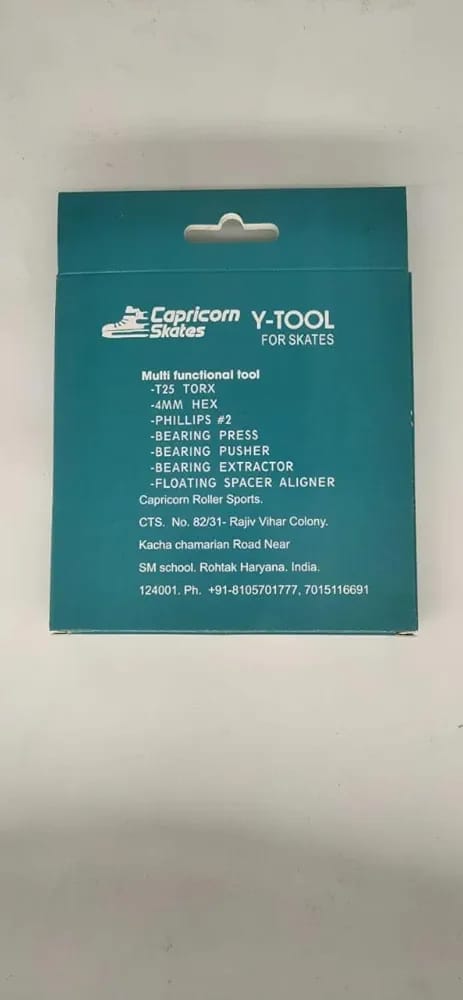 Capricorn Skates
Y-TOOL
FOR SKATES
Multi functional tool
-T25 TORX
-4MM HEX
-PHILLIPS #2
-BEARING PRESS
-BEARING PUSHER
-BEARING EXTRACTOR
-FLOATING SPACER ALIGNER
Capricorn Roller Sports.
CTS. No. 82/31- Rajiv Vihar Colony.
Kacha chamarian Road Near
SM school. Rohtak Haryana. India.
124001. Ph. +91-8105701777, 7015116691